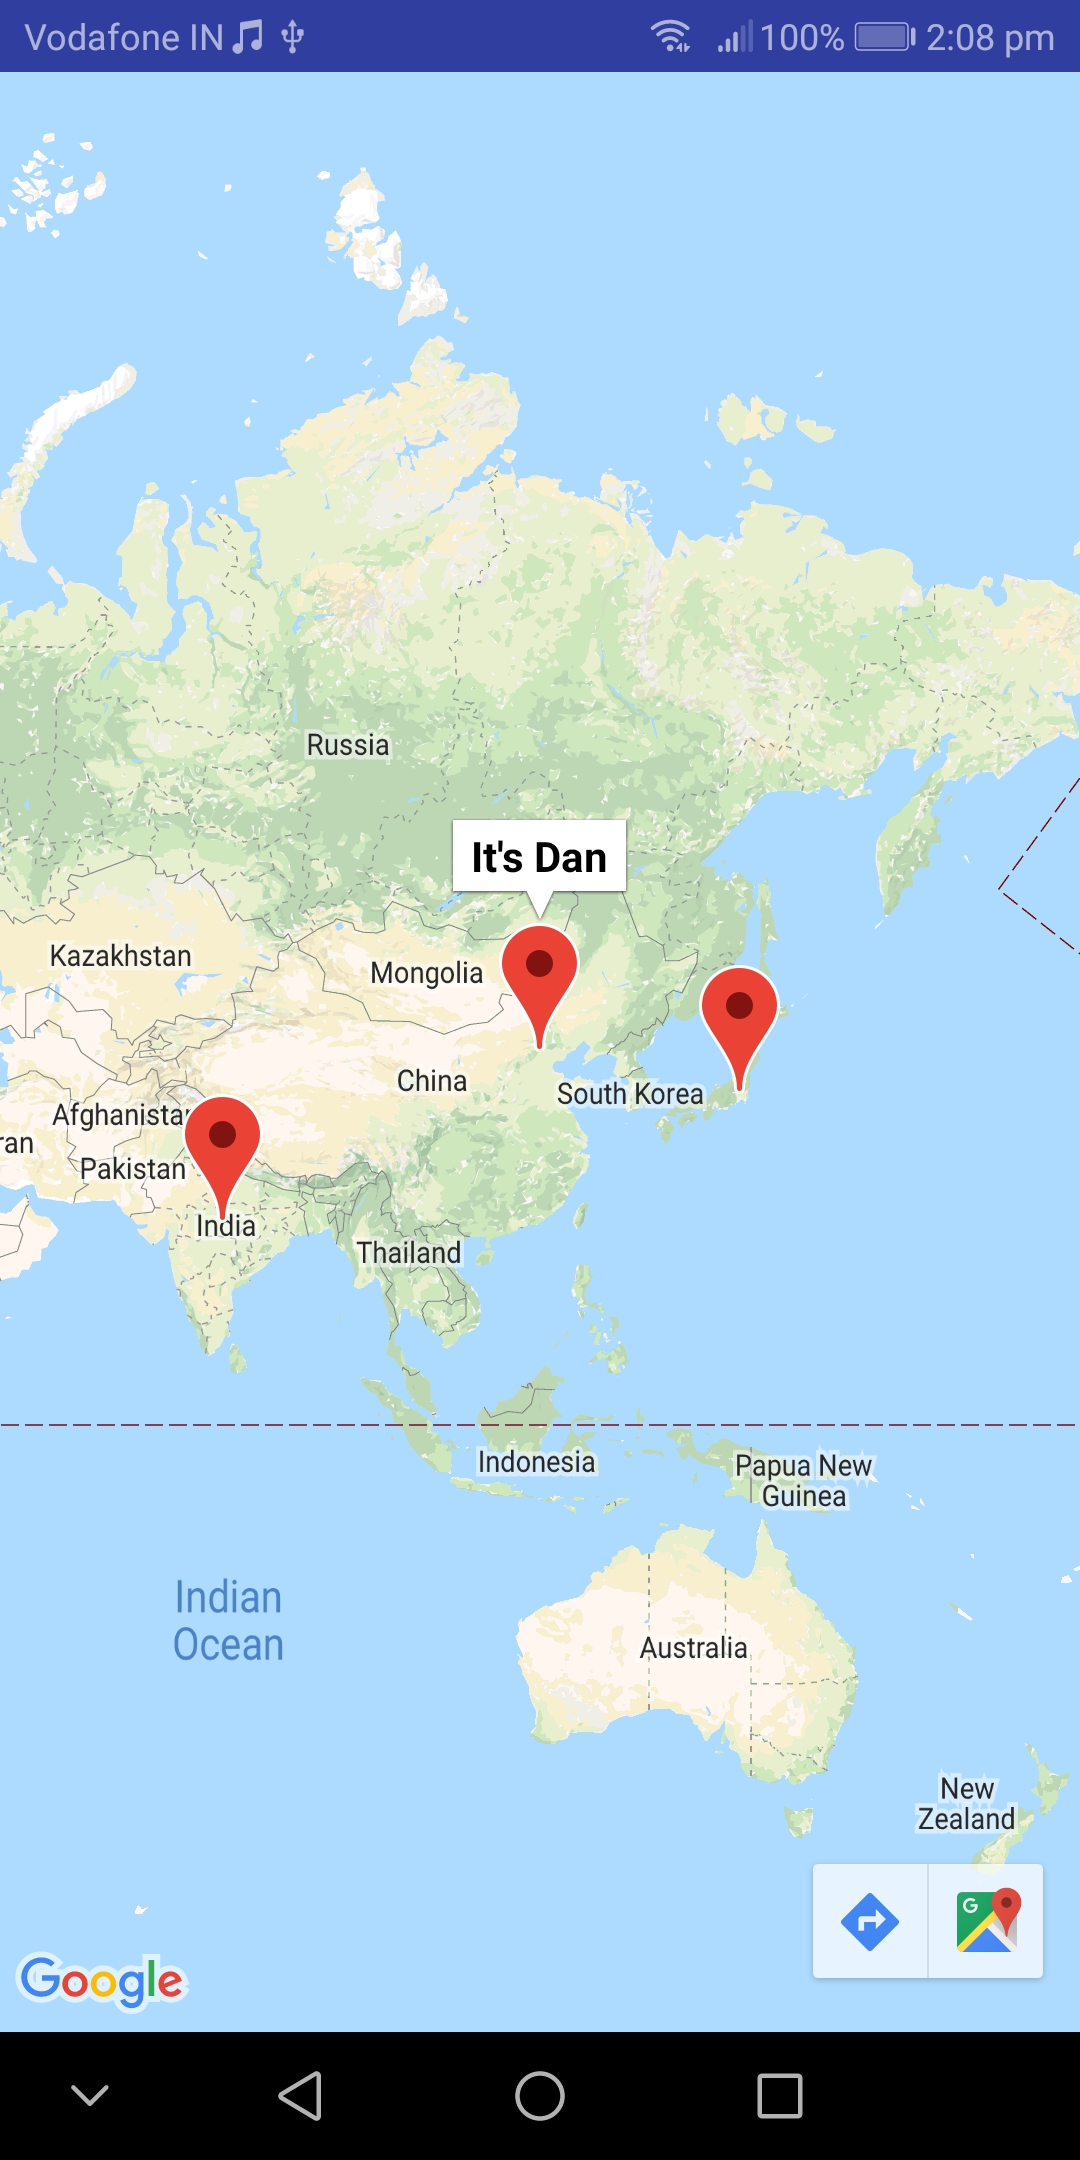 Vodafone IN 100% 2:08 pm
Russia
It's Dan
Kazakhstan
Mongolia
China
South Korea
Afghanistan
ran
Pakistan
India
Thailand
Indonesia
Papua New
Guinea
Indian
Ocean
Australia
New
Zealand
G
Google